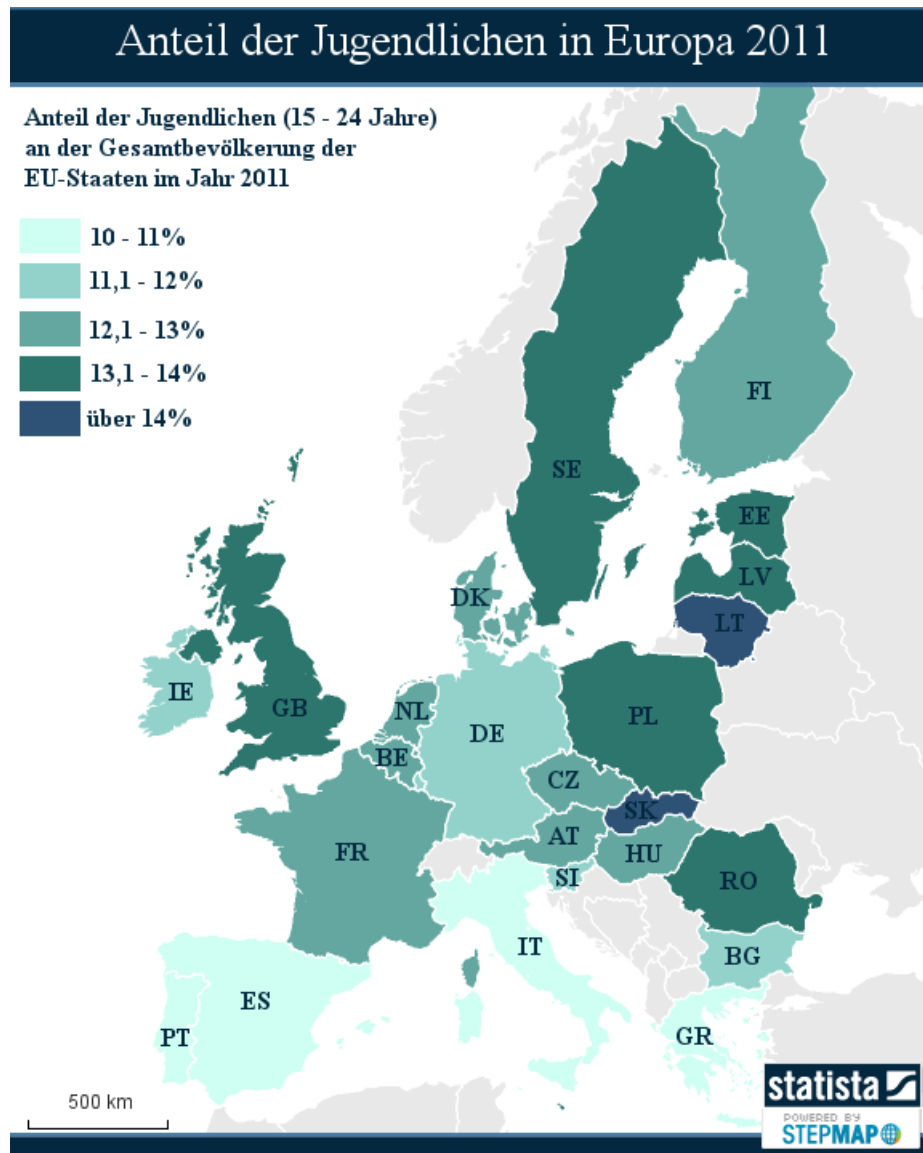 Anteil der Jugendlichen in Europa 2011
Anteil der Jugendlichen (15 - 24 Jahre)
an der Gesamtbevölkerung der
EU-Staaten im Jahr 2011
10 - 11%
11,1 - 12%
12,1 - 13%
13,1 - 14%
über 14%
FI
SE
EE
LV
DK
LT
IE
GB
NL
PL
DE
BE
CZ
SK
AT
FR
HU
SI
RO
IT
BG
ES
PT
GR
500 km
statista
POWERED BY
STEPMAP